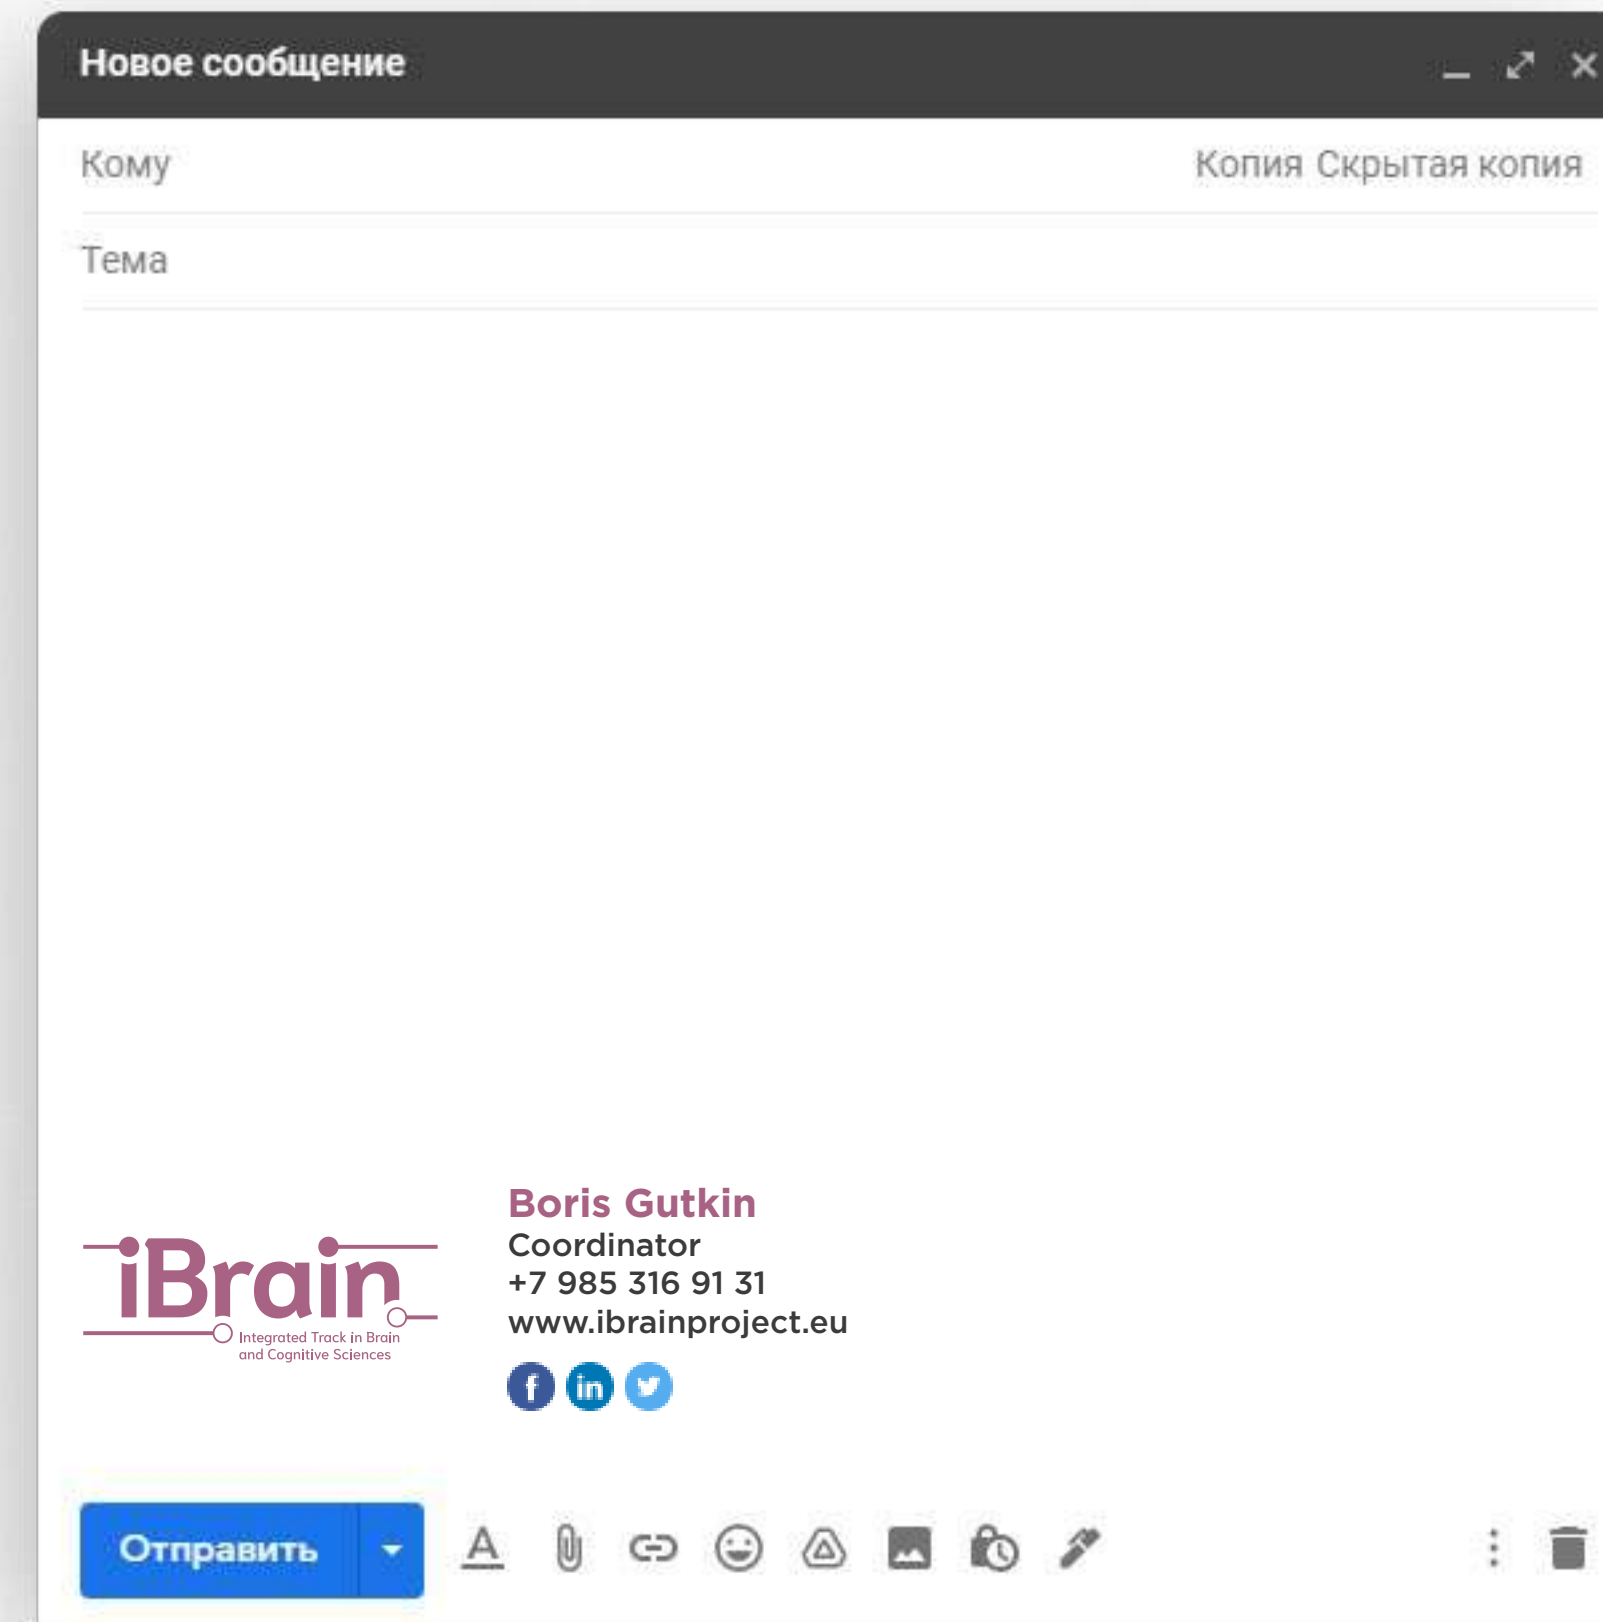 Новое сообщение
Кому Копия Скрытая копия
Тема
iBrain
Integrated Track in Brain
and Cognitive Sciences
Boris Gutkin
Coordinator
+7 985 316 91 31
www.ibrainproject.eu
f in
Отправить A